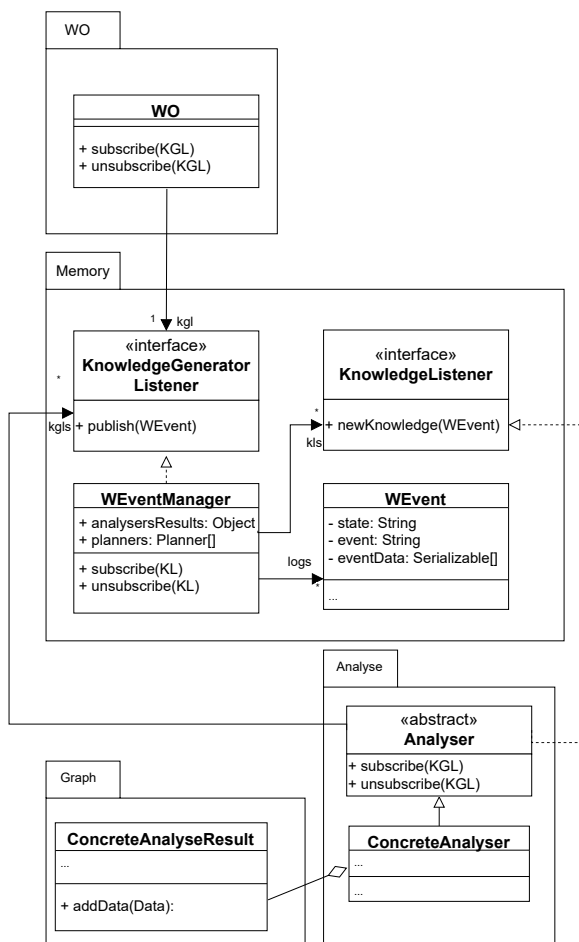 WO
WO
+ subscribe(KGL)
+ unsubscribe(KGL)
Memory
1 kgl
«interface»
KnowledgeGenerator
Listener
*
kgls
+ publish(WEvent)
«interface»
KnowledgeListener
*
kls
+ newKnowledge(WEvent)
WEventManager
+ analysersResults: Object
+ planners: Planner[]
+ subscribe(KL)
+ unsubscribe(KL)
logs
*
WEvent
- state: String
- event: String
- eventData: Serializable[]
...
Analyse
«abstract»
Analyser
+ subscribe(KGL)
+ unsubscribe(KGL)
Graph
ConcreteAnalyseResult
...
+ addData(Data):
ConcreteAnalyser
...
...